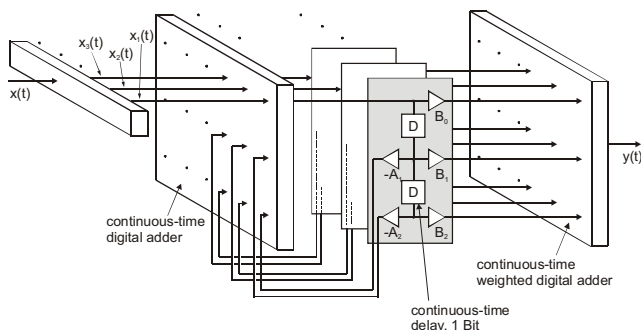 x₃(t)
x₂(t)
x₁(t)
x(t)
D
B₀
-A₁
B₁
D
-A₂
B₂
y(t)
continuous-time
digital adder
continuous-time
delay, 1 Bit
continuous-time
weighted digital adder